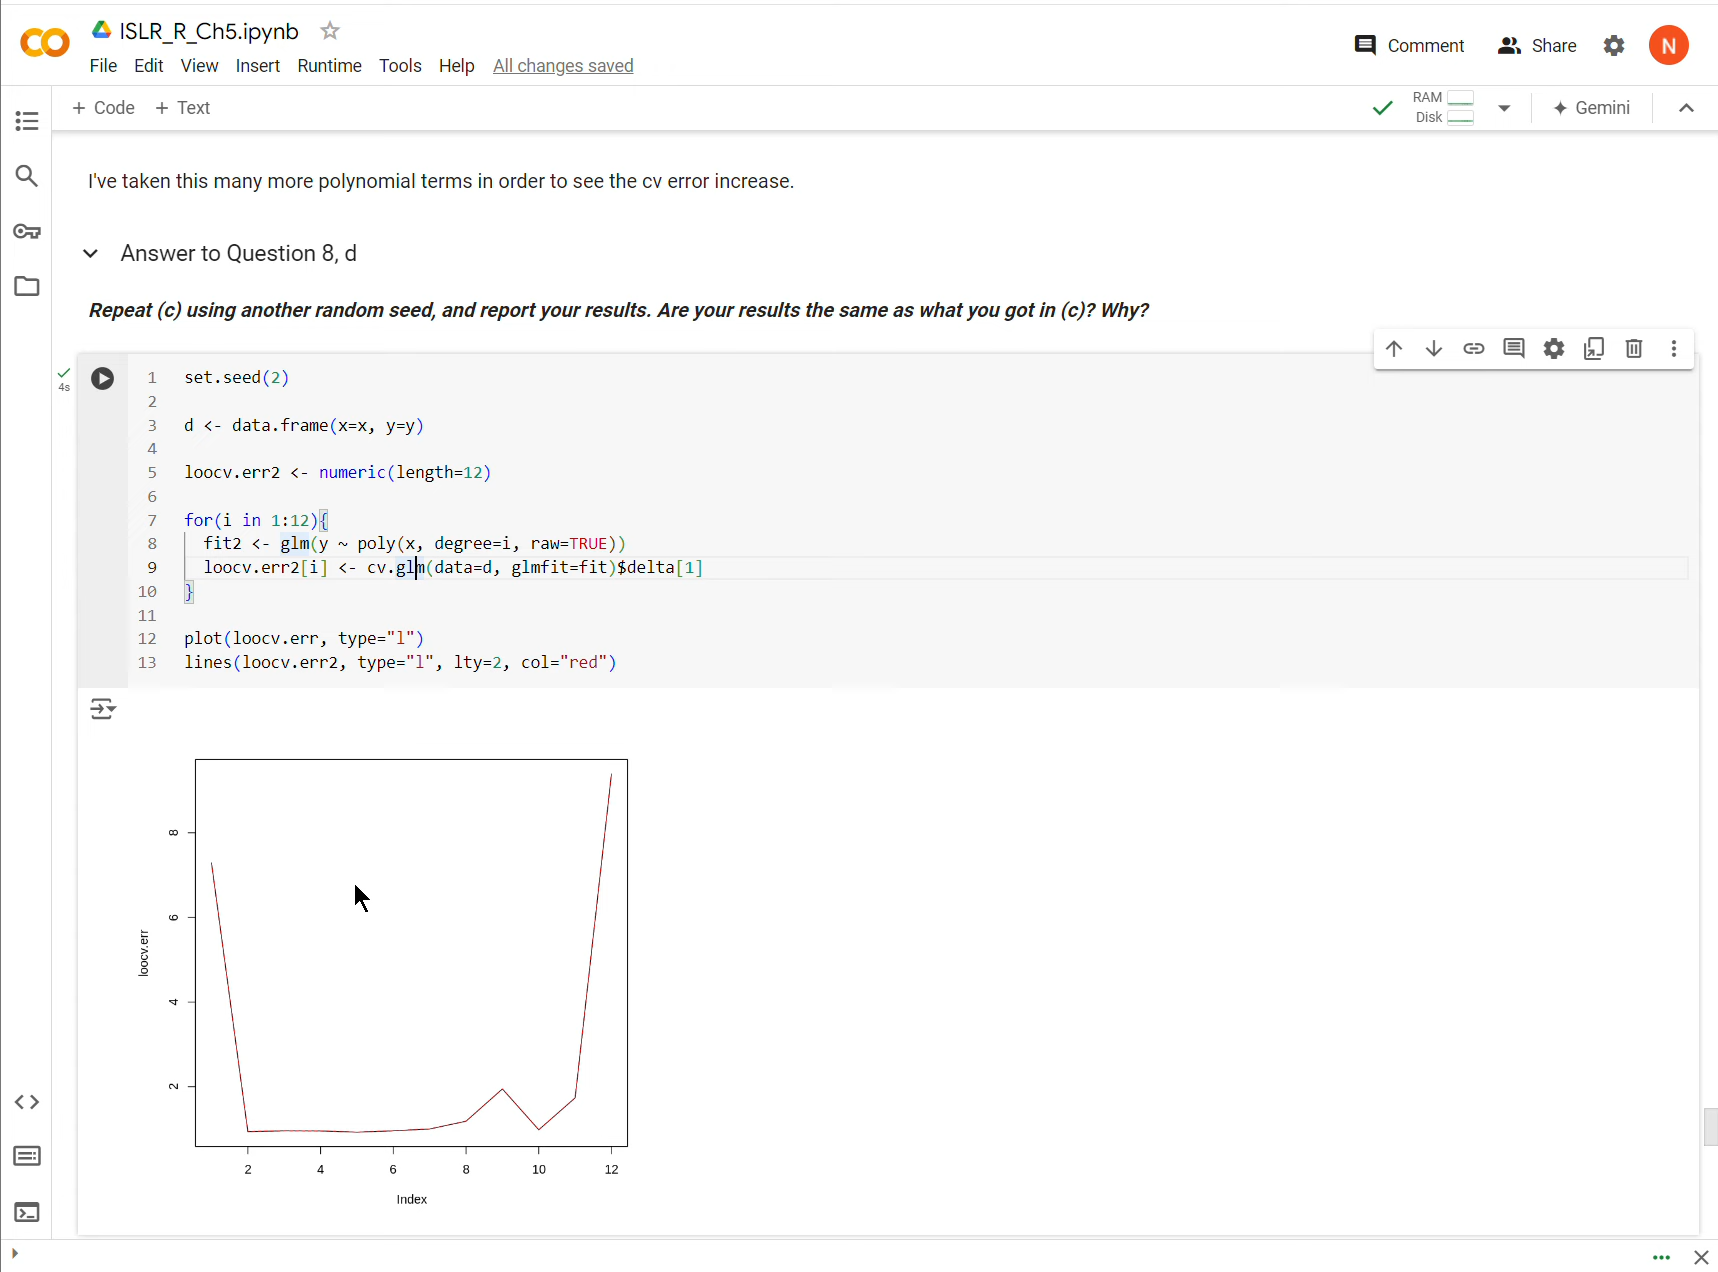 ISLR_R_Ch5.ipynb
File Edit View Insert Runtime Tools Help All changes saved
Comment Share N
+ Code + Text
RAM
Disk
Gemini
I've taken this many more polynomial terms in order to see the cv error increase.
Answer to Question 8, d
Repeat (c) using another random seed, and report your results. Are your results the same as what you got in (c)? Why?
4s
1 set.seed(2)
2
3 d <- data.frame(x=x, y=y)
4
5 loocv.err2 <- numeric(length=12)
6
7 for(i in 1:12){
8 fit2 <- glm(y ~ poly(x, degree=i, raw=TRUE))
9 loocv.err2[i] <- cv.glm(data=d, glmfit=fit)$delta[1]
10 }
11
12 plot(loocv.err, type="l")
13 lines(loocv.err2, type="l", lty=2, col="red")
8
6
4
2
loocv.err
2 4 6 8 10 12
Index